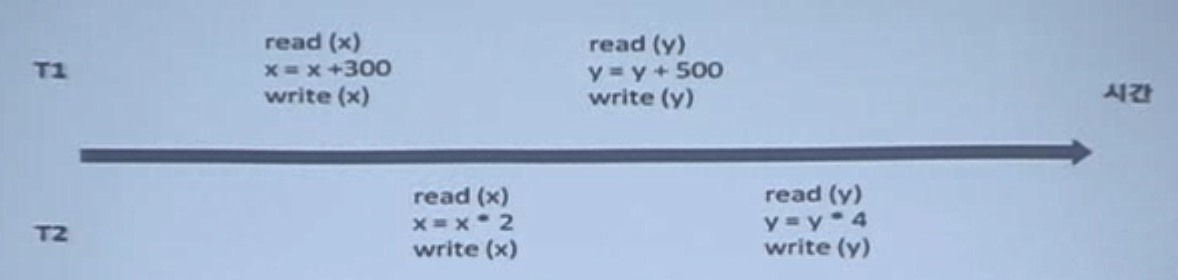 T1
read (x)
x = x +300
write (x)
read (y)
y = y + 500
write (y)
시간
T2
read (x)
x = x * 2
write (x)
read (y)
y = y * 4
write (y)